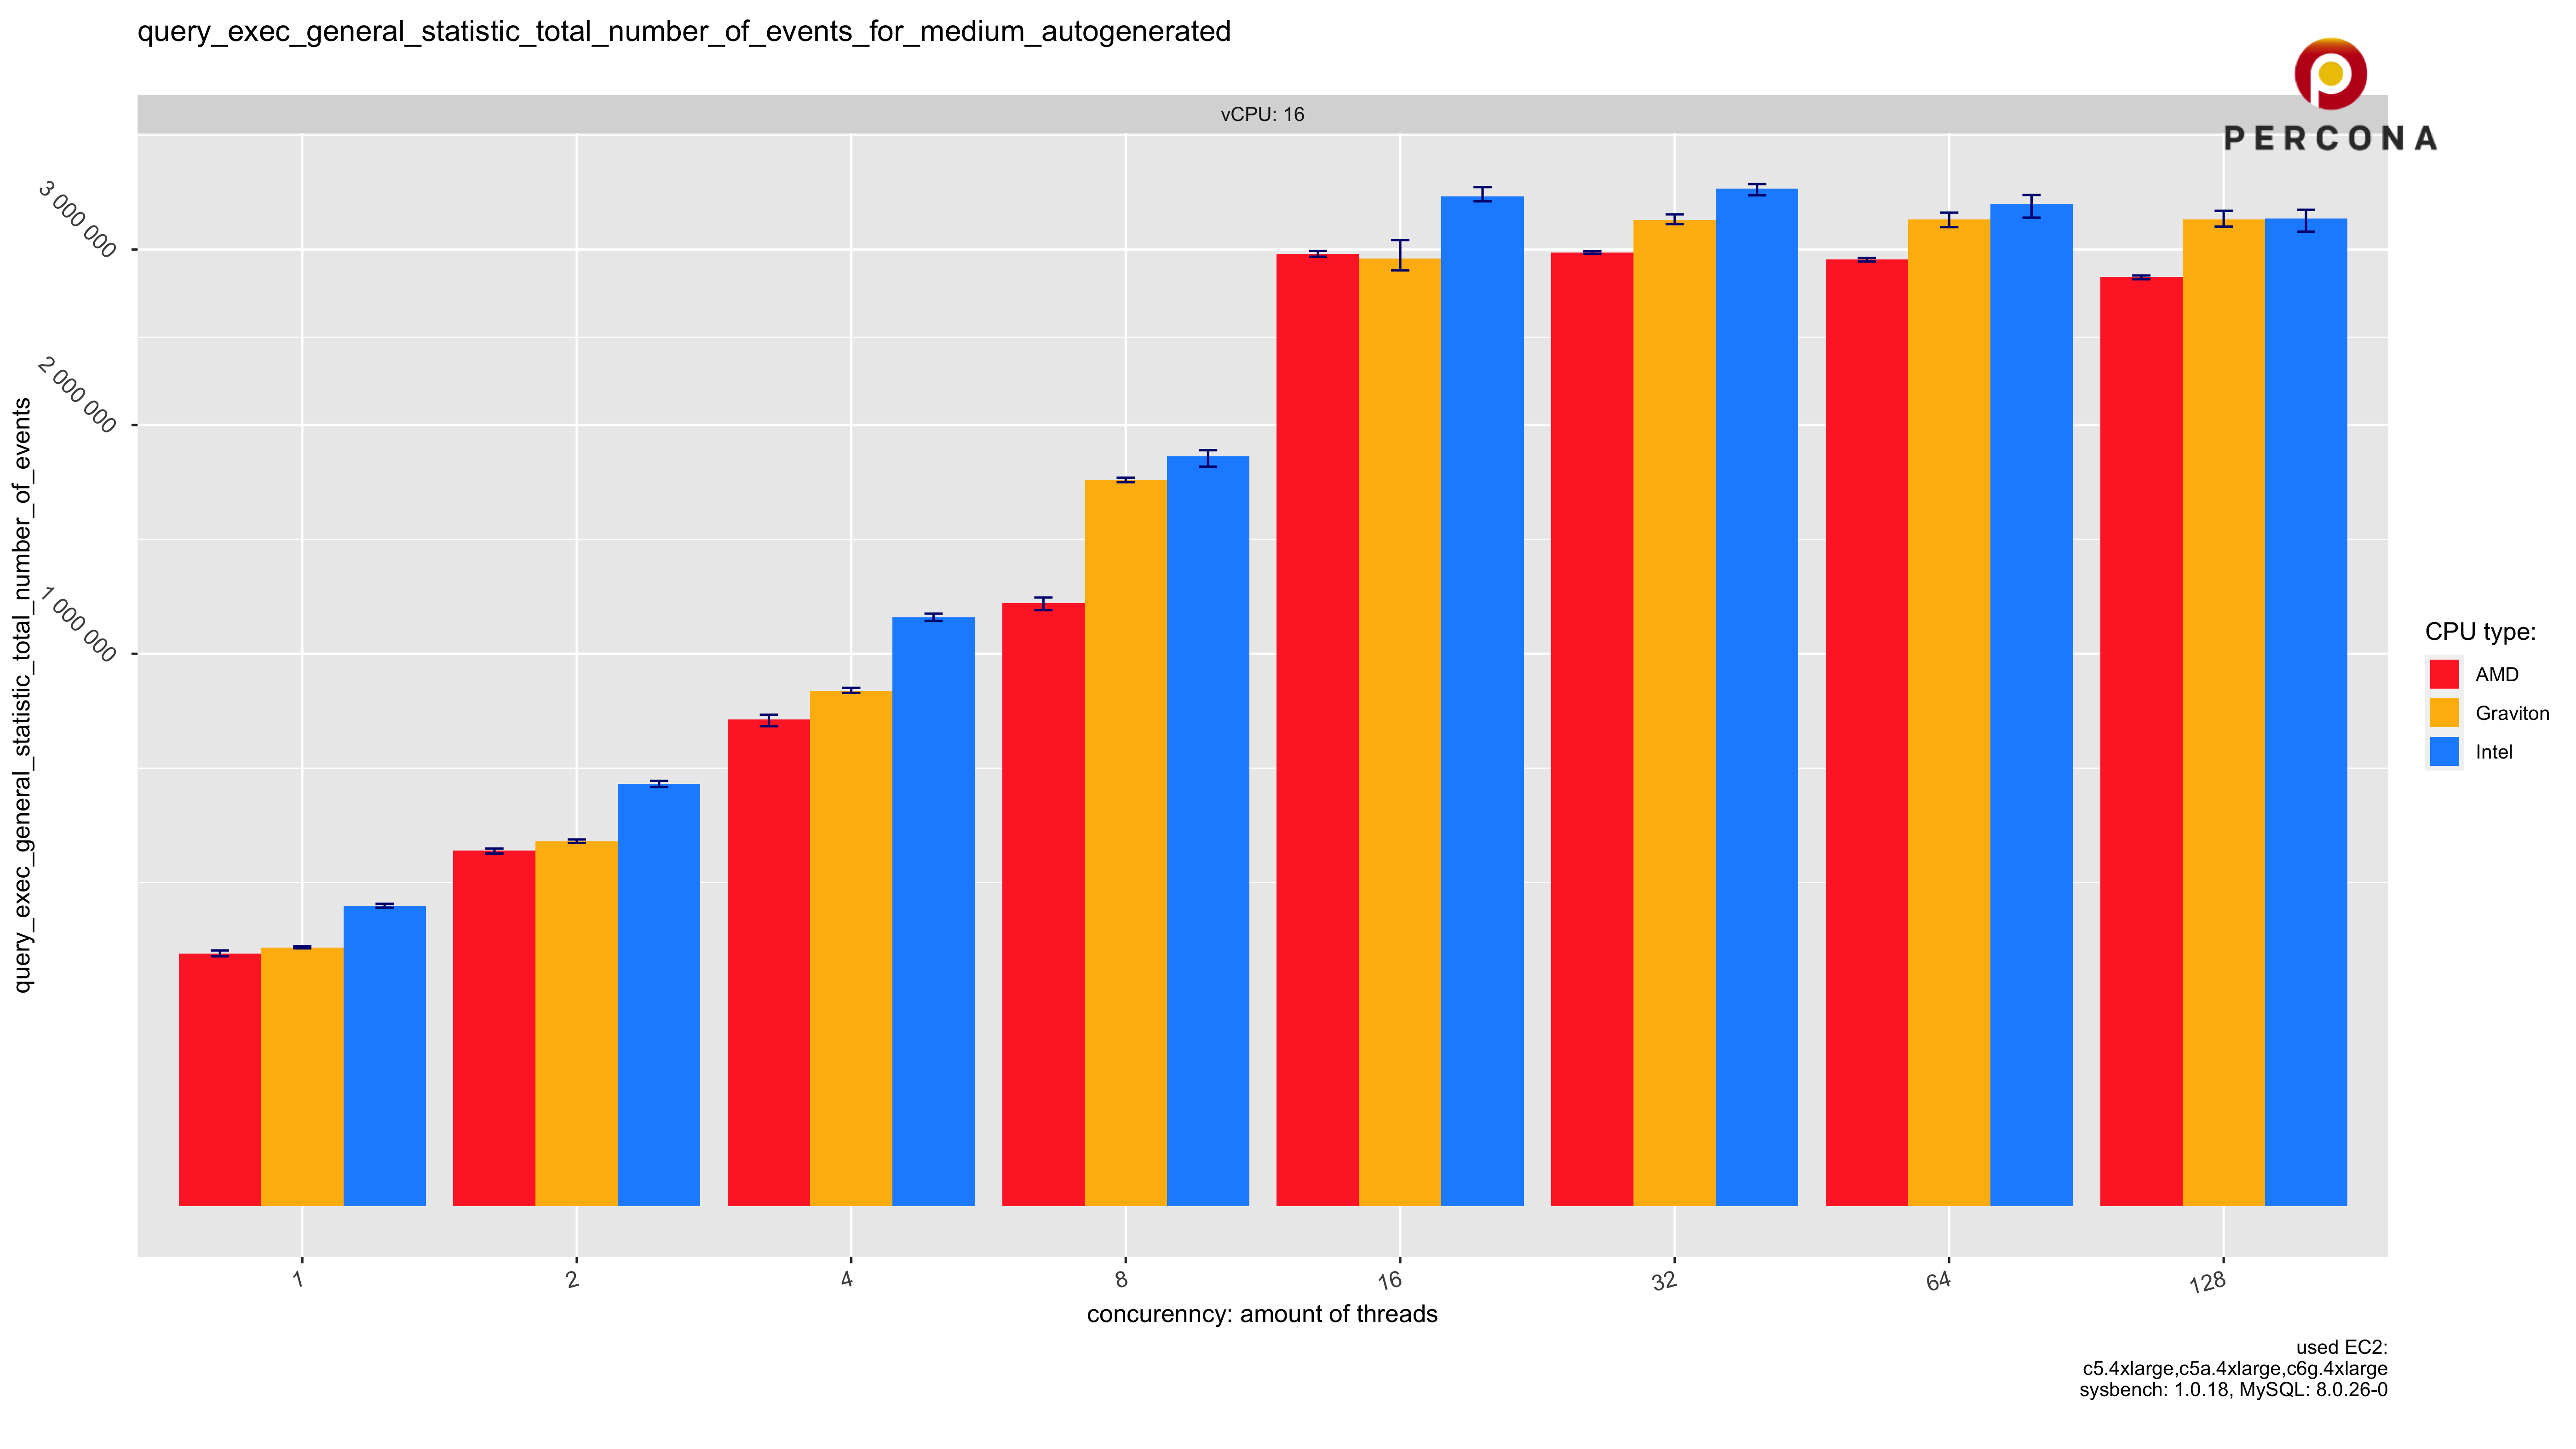 query_exec_general_statistic_total_number_of_events_for_medium_autogenerated
PERCONA
vCPU: 16
3 000 000
2 000 000
1 000 000
query_exec_general_statistic_total_number_of_events
1
2
4
8
16
32
64
128
concurenncy: amount of threads
CPU type:
AMD
Graviton
Intel
used EC2:
c5.4xlarge,c5a.4xlarge,c6g.4xlarge
sysbench: 1.0.18, MySQL: 8.0.26-0